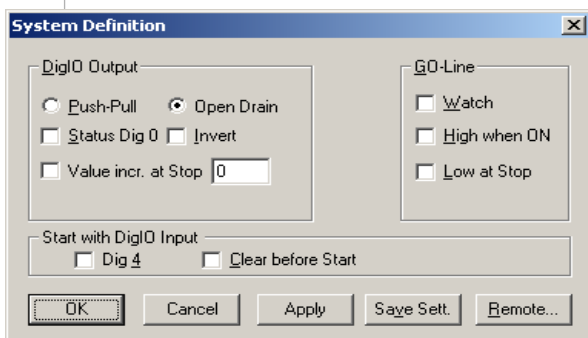 System Definition
DigIO Output
Push-Pull Open Drain
Status Dig 0 Invert
Value incr. at Stop 0
GO-Line
Watch
High when ON
Low at Stop
Start with DigIO Input
Dig 4 Clear before Start
OK Cancel Apply Save Sett. Remote...